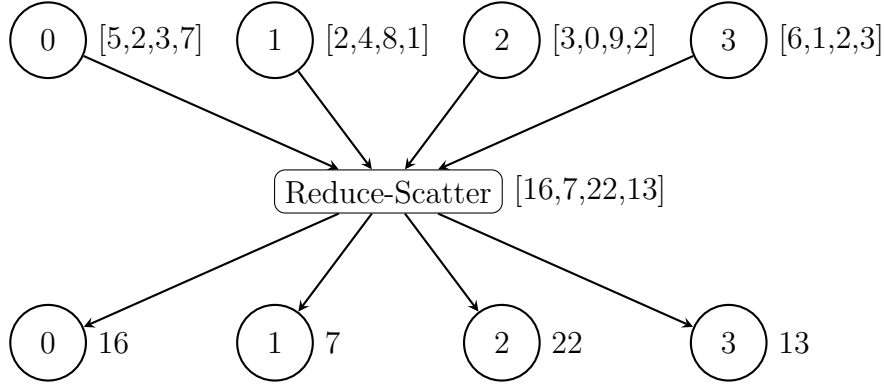 0 [5,2,3,7] 1 [2,4,8,1] 2 [3,0,9,2] 3 [6,1,2,3]
Reduce-Scatter [16,7,22,13]
0 16 1 7 2 22 3 13